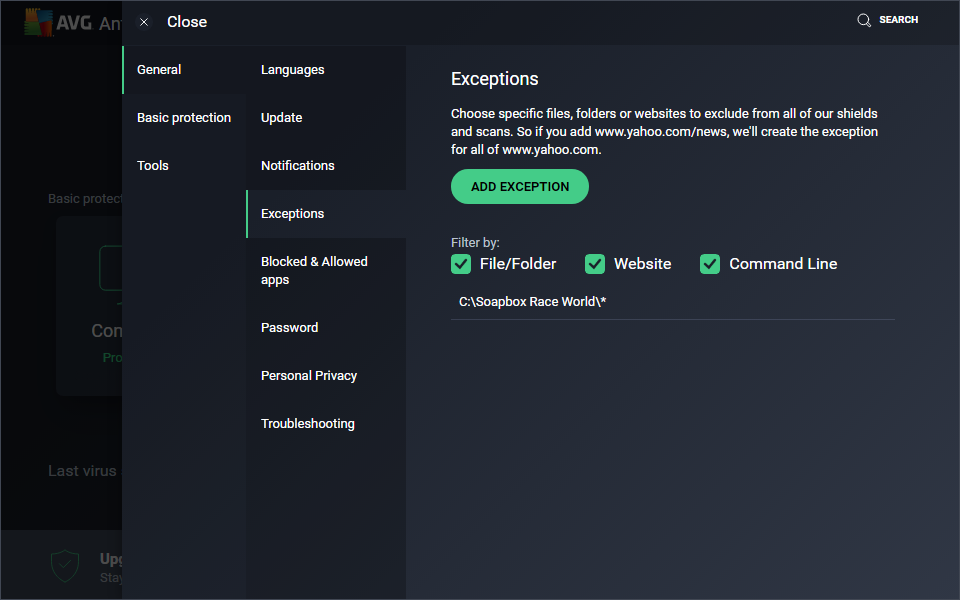 AVG An
Close
SEARCH
General
Basic protection
Tools
Languages
Update
Notifications
Exceptions
Blocked & Allowed
apps
Password
Personal Privacy
Troubleshooting
Exceptions
Choose specific files, folders or websites to exclude from all of our shields
and scans. So if you add www.yahoo.com/news, we'll create the exception
for all of www.yahoo.com.
ADD EXCEPTION
Filter by:
File/Folder Website Command Line
C:\Soapbox Race World\*
Basic protect
Com
Pro
Last virus
Upg
Stay